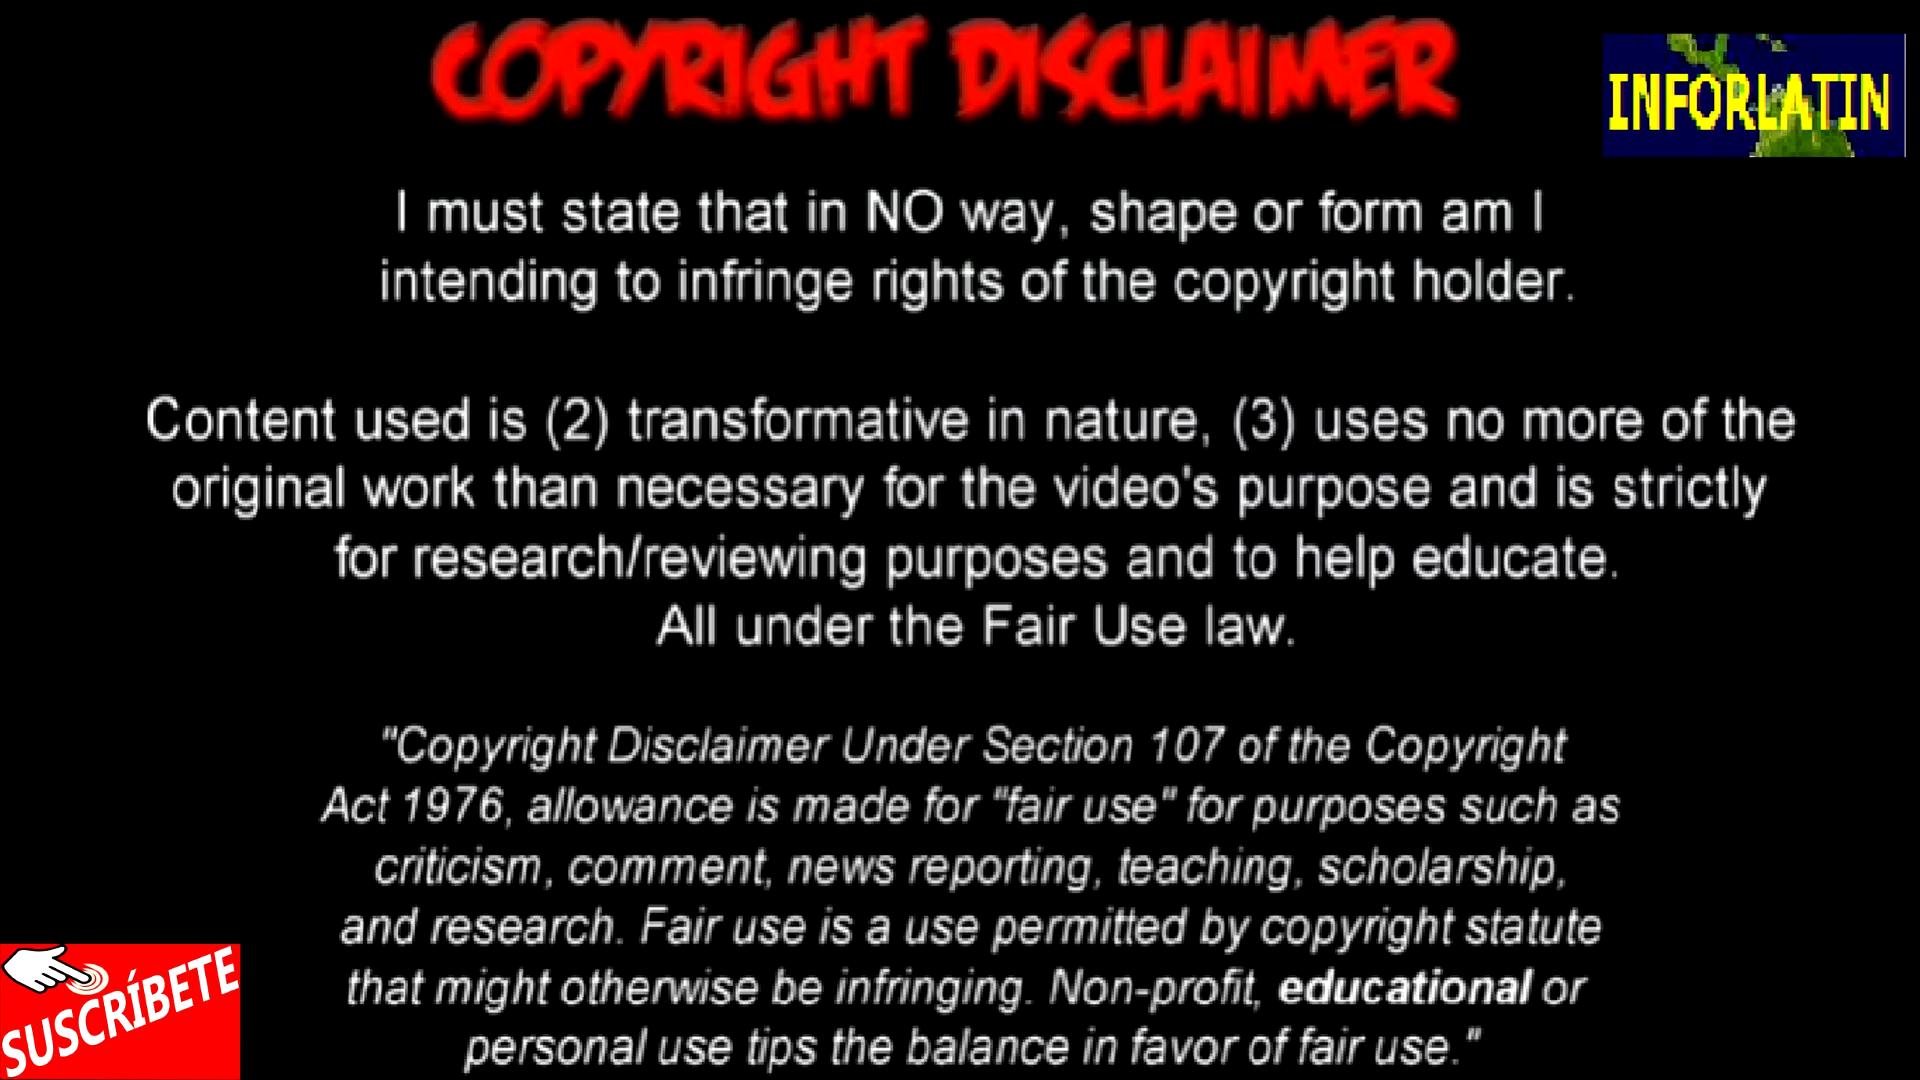 COPYRIGHT DISCLAIMER
INFORLATIN
I must state that in NO way, shape or form am I
intending to infringe rights of the copyright holder.
Content used is (2) transformative in nature, (3) uses no more of the
original work than necessary for the video's purpose and is strictly
for research/reviewing purposes and to help educate.
All under the Fair Use law.
"Copyright Disclaimer Under Section 107 of the Copyright
Act 1976, allowance is made for "fair use" for purposes such as
criticism, comment, news reporting, teaching, scholarship,
and research. Fair use is a use permitted by copyright statute
that might otherwise be infringing. Non-profit, educational or
personal use tips the balance in favor of fair use."
SUSCRÍBETE